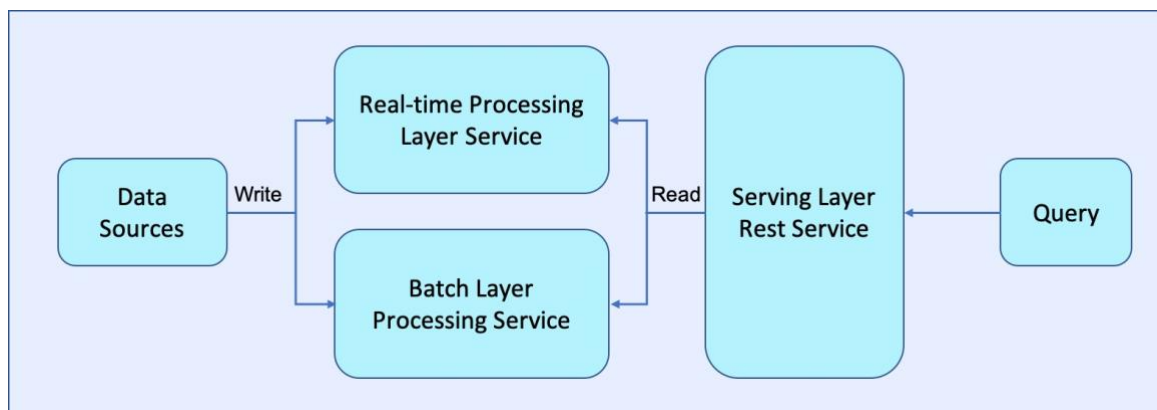 Data
Sources
Write
Real-time Processing
Layer Service
Batch Layer
Processing Service
Read
Serving Layer
Rest Service
Query